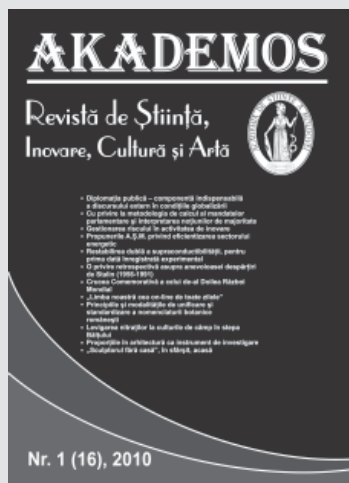 AKADEMOS
Revistă de Ştiinţă,
Inovare, Cultură şi Artă
• Diplomaţia publică – componentă indispensabilă
a discursului extern în condiţiile globalizării
• Cu privire la metodologia de calcul al mandatelor
parlamentare şi interpretarea noţiunilor de majoritate
• Gestionarea riscului în activitatea de inovare
• Propunerile A.Ş.M. privind eficientizarea sectorului
energetic
• Restabilirea dublă a supraconductibilităţii, pentru
prima dată înregistrată experimental
• O privire retrospectivă asupra anevoioasei despărţiri
de Stalin (1956-1961)
• Crucea Comemorativă a celui de-al Doilea Război
Mondial
• „Limba noastră cea on-line de toate zilele”
• Principiile şi modalităţile de unificare şi
standardizare a nomenclaturii botanice
româneşti
• Levigarea nitraţilor la culturile de câmp în stepa
Bălţului
• Proporţiile în arhitectură ca instrument de investigare
• „Sculptorul fără casă”, în sfârşit, acasă
Nr. 1 (16), 2010